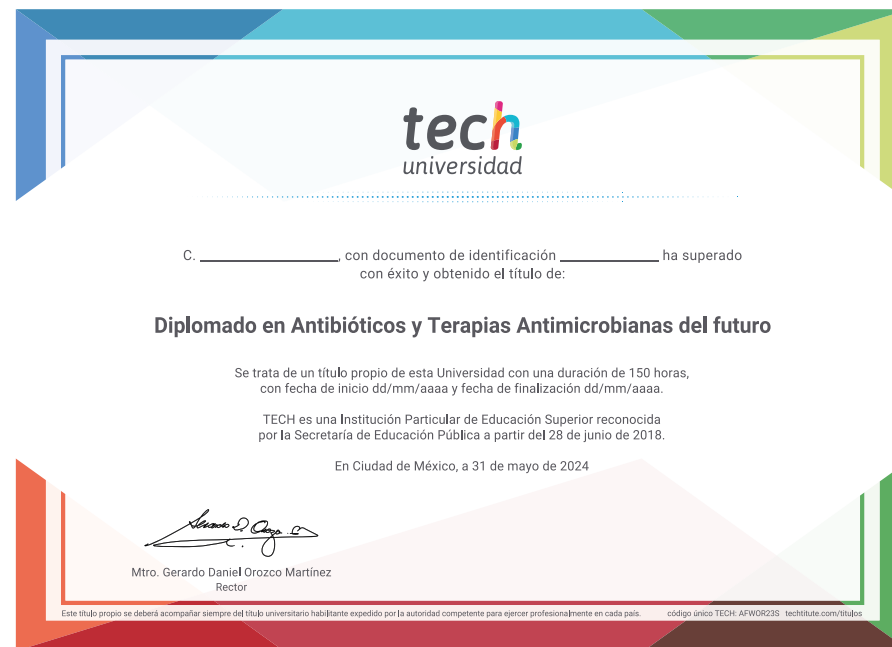 tech
universidad
C. ____________________, con documento de identificación ______________ ha superado
con éxito y obtenido el título de:
Diplomado en Antibióticos y Terapias Antimicrobianas del futuro
Se trata de un título propio de esta Universidad con una duración de 150 horas,
con fecha de inicio dd/mm/aaaa y fecha de finalización dd/mm/aaaa.
TECH es una Institución Particular de Educación Superior reconocida
por la Secretaría de Educación Pública a partir del 28 de junio de 2018.
En Ciudad de México, a 31 de mayo de 2024
Mtro. Gerardo Daniel Orozco Martínez
Rector
Este título propio se deberá acompañar siempre del título universitario habilitante expedido por la autoridad competente para ejercer profesionalmente en cada país. código único TECH: AFWOR23S techtitute.com/titulos